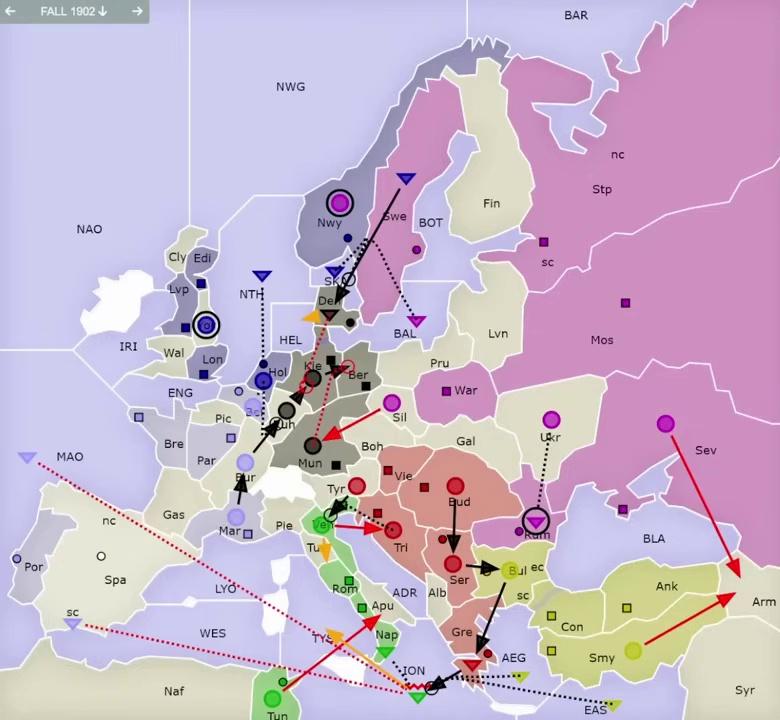 FALL 1902
BAR
NWG
nc
Stp
NAO
Nwy
Swe
BOT
Fin
sc
Cly
Edi
Lvp
NTH
Den
Lvn
Mos
IRI
Wal
Lon
HEL
BAL
Pru
ENG
Hol
Kie
Ber
War
Pic
Sil
Ukr
Bre
Par
Mun
Boh
Gal
Sev
MAO
Bur
Tyr
Vie
Bud
nc
Gas
Mar
Pie
Ven
Tri
Rum
BLA
Por
Spa
Tus
Ser
Bul
ec
LYO
Rom
ADR
Alb
sc
Ank
Arm
sc
WES
Apu
Con
Nap
Gre
Smy
TYS
ION
AEG
Naf
Tun
EAS
Syr